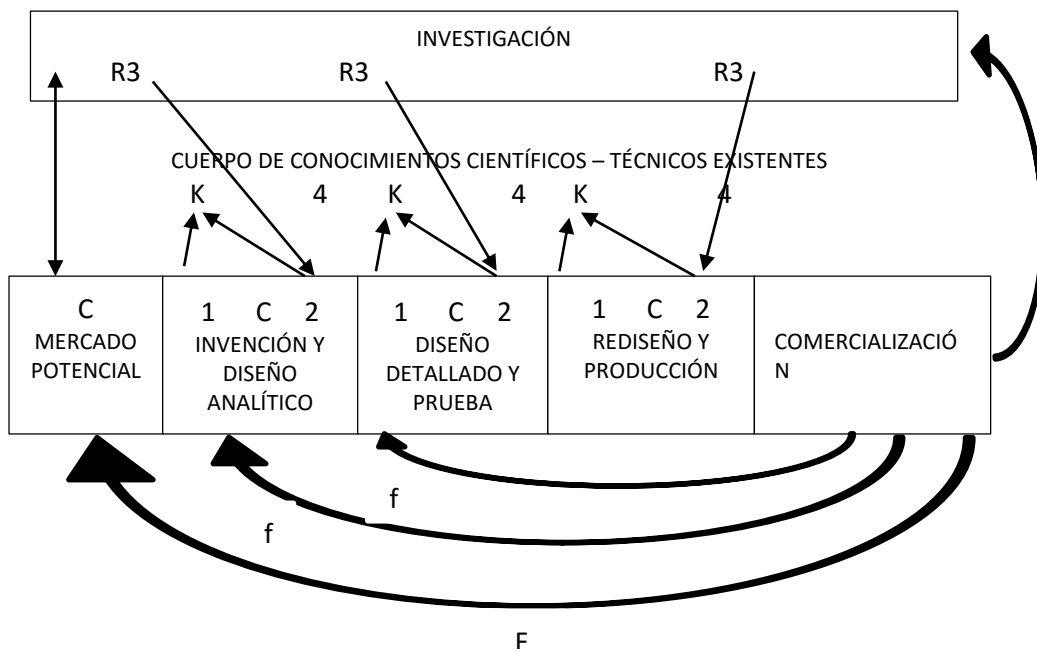 INVESTIGACIÓN
R3 R3 R3
CUERPO DE CONOCIMIENTOS CIENTÍFICOS – TÉCNICOS EXISTENTES
K 4 K 4 K 4
C
MERCADO
POTENCIAL
1 C 2
INVENCIÓN Y
DISEÑO
ANALÍTICO
1 C 2
DISEÑO
DETALLADO Y
PRUEBA
1 C 2
REDISEÑO Y
PRODUCCIÓN
COMERCIALIZACIÓ
N
f
f
F